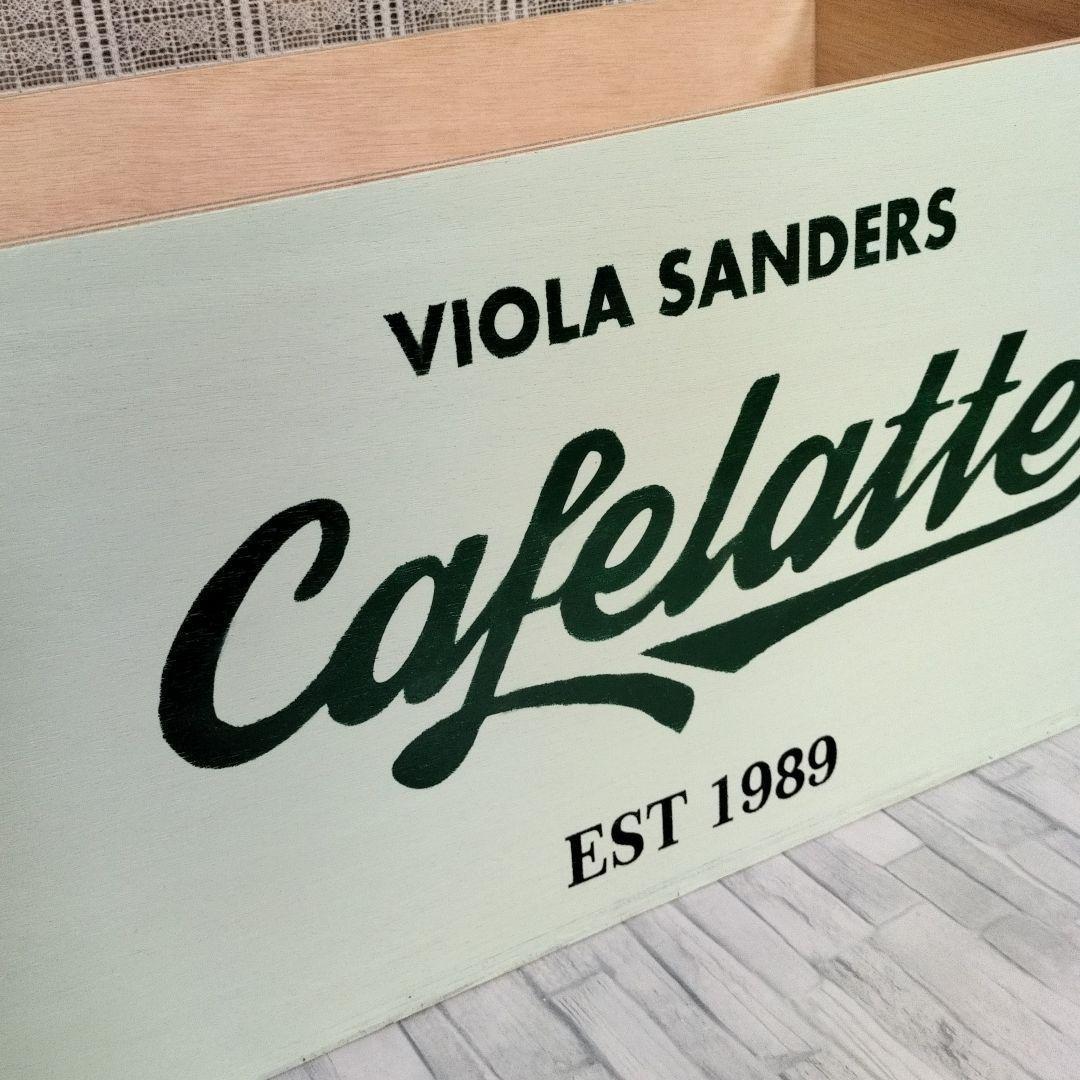 VIOLA SANDERS
Cafelatte
EST 1989